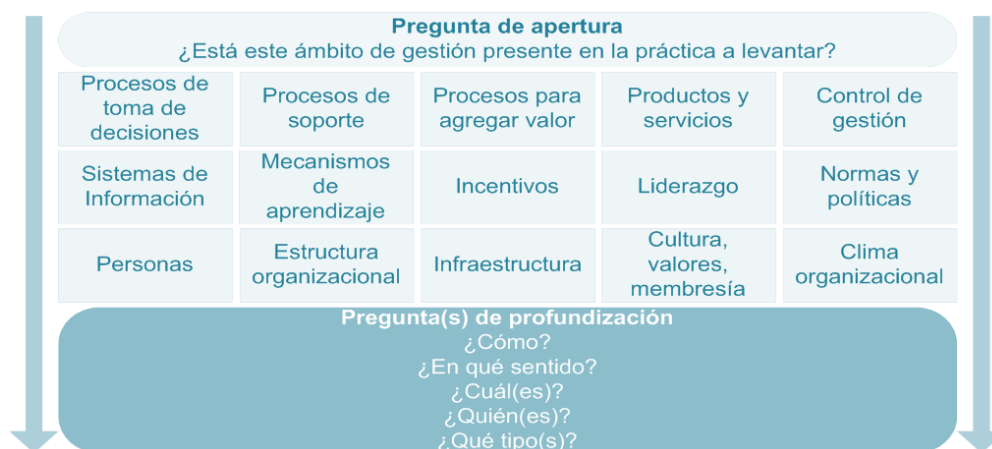 Pregunta de apertura
¿Está este ámbito de gestión presente en la práctica a levantar?
Procesos de
toma de
decisiones
Procesos de
soporte
Procesos para
agregar valor
Productos y
servicios
Control de
gestión
Sistemas de
Información
Mecanismos
de
aprendizaje
Incentivos
Liderazgo
Normas y
políticas
Personas
Estructura
organizacional
Infraestructura
Cultura,
valores,
membresía
Clima
organizacional
Pregunta(s) de profundización
¿Cómo?
¿En qué sentido?
¿Cuál(es)?
¿Quién(es)?
¿Qué tipo(s)?